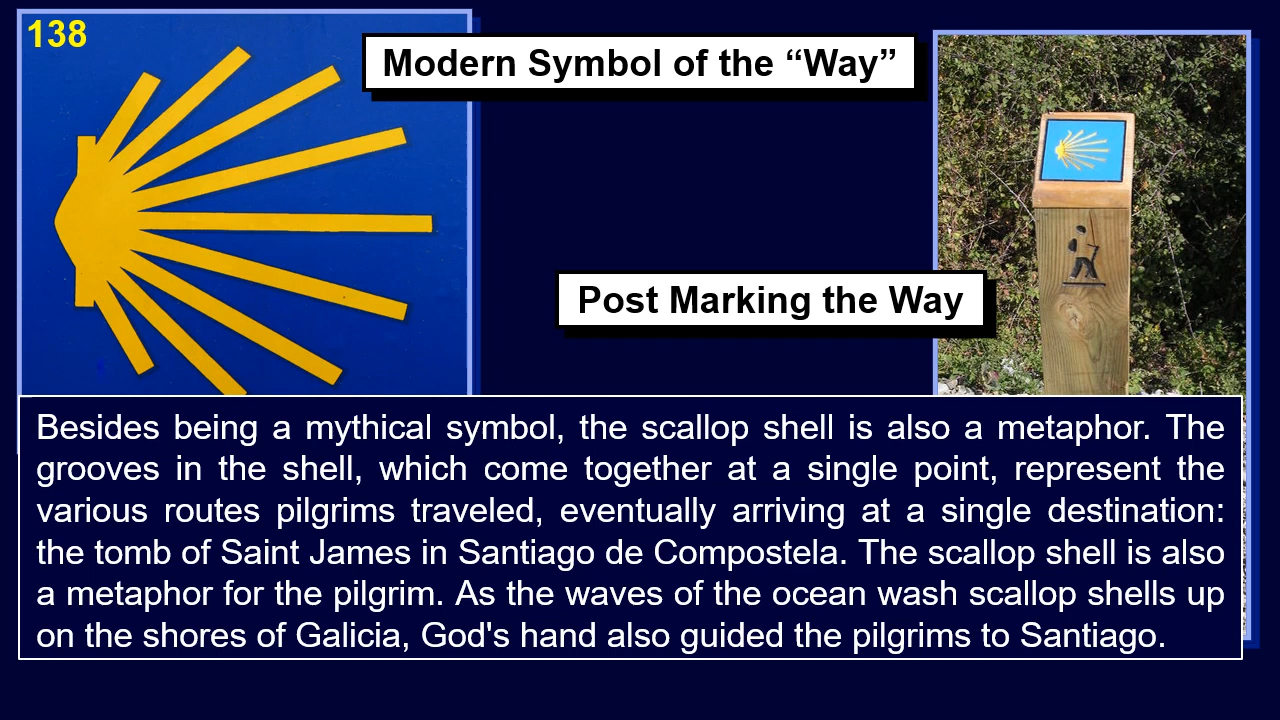 138
Modern Symbol of the “Way”
Post Marking the Way
Besides being a mythical symbol, the scallop shell is also a metaphor. The
grooves in the shell, which come together at a single point, represent the
various routes pilgrims traveled, eventually arriving at a single destination:
the tomb of Saint James in Santiago de Compostela. The scallop shell is also
a metaphor for the pilgrim. As the waves of the ocean wash scallop shells up
on the shores of Galicia, God's hand also guided the pilgrims to Santiago.